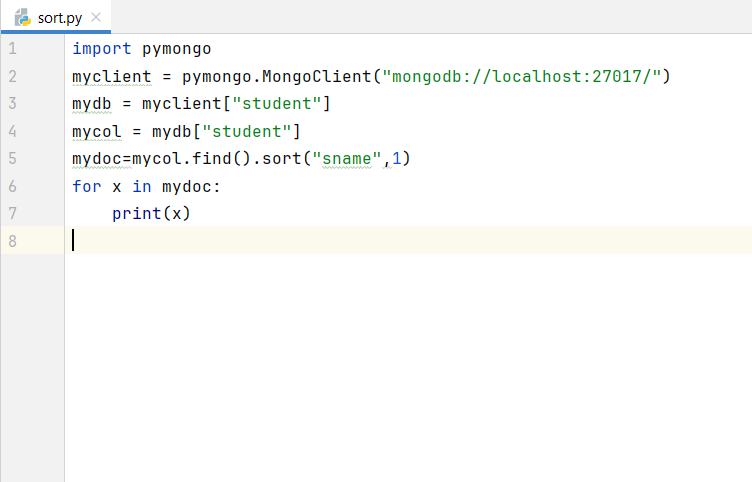 sort.py
1 import pymongo
2 myclient = pymongo.MongoClient("mongodb://localhost:27017/")
3 mydb = myclient["student"]
4 mycol = mydb["student"]
5 mydoc=mycol.find().sort("sname",1)
6 for x in mydoc:
7     print(x)
8